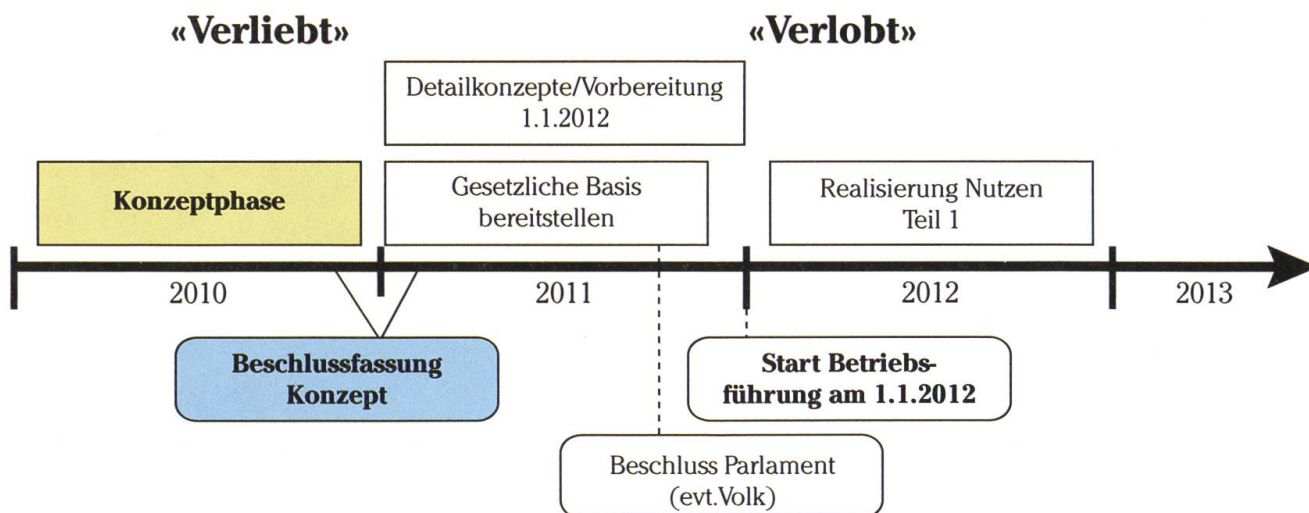 «Verliebt»
«Verlobt»
Detailkonzepte/Vorbereitung
1.1.2012
Konzeptphase
Gesetzliche Basis
bereitstellen
Realisierung Nutzen
Teil 1
2010
2011
2012
2013
Beschlussfassung
Konzept
Start Betriebs-
führung am 1.1.2012
Beschluss Parlament
(evt.Volk)